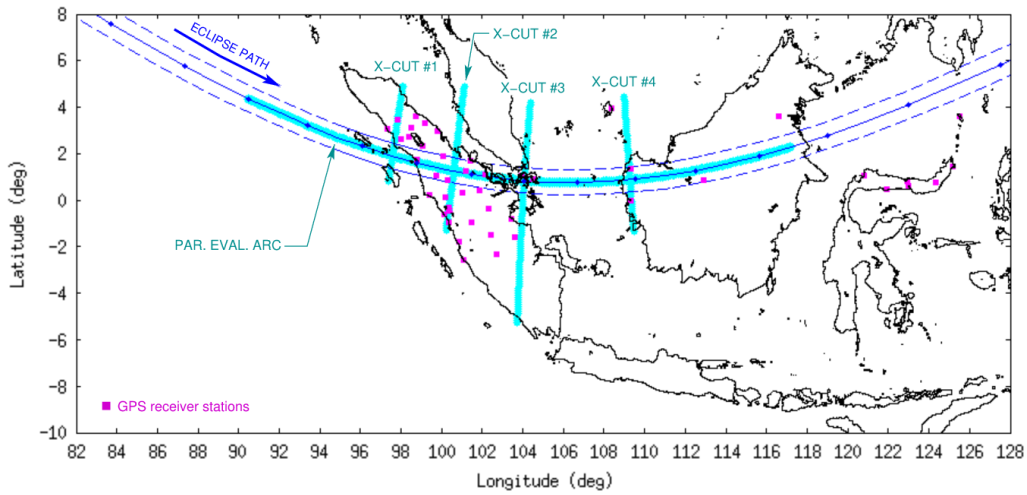 8
6
4
2
0
−2
−4
−6
−8
−10
Latitude (deg)
ECLIPSE PATH
X−CUT #1
X−CUT #2
X−CUT #3
X−CUT #4
PAR. EVAL. ARC
GPS receiver stations
82 84 86 88 90 92 94 96 98 100 102 104 106 108 110 112 114 116 118 120 122 124 126 128
Longitude (deg)